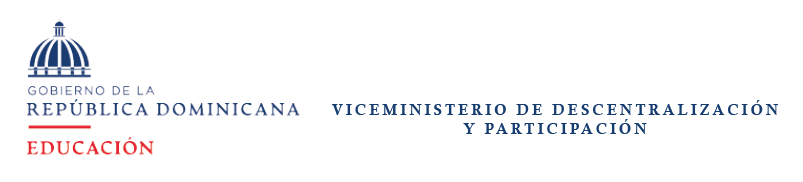 GOBIERNO DE LA
REPÚBLICA DOMINICANA
EDUCACIÓN
VICEMINISTERIO DE DESCENTRALIZACIÓN
Y PARTICIPACIÓN